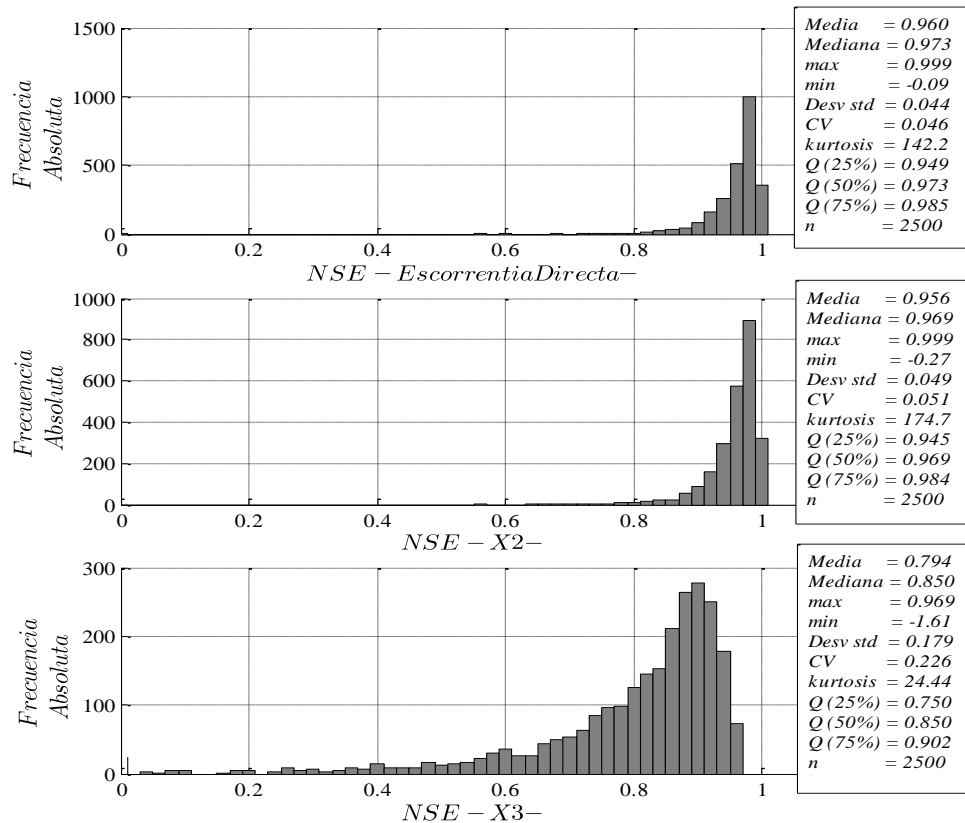 1500
1000
500
0
Frecuencia
Absoluta
0 0.2 0.4 0.6 0.8 1
NSE − EscorrentiaDirecta−
Media = 0.960
Mediana = 0.973
max = 0.999
min = -0.09
Desv std = 0.044
CV = 0.046
kurtosis = 142.2
Q (25%) = 0.949
Q (50%) = 0.973
Q (75%) = 0.985
n = 2500
1000
800
600
400
200
0
Frecuencia
Absoluta
0 0.2 0.4 0.6 0.8 1
NSE − X2−
Media = 0.956
Mediana = 0.969
max = 0.999
min = -0.27
Desv std = 0.049
CV = 0.051
kurtosis = 174.7
Q (25%) = 0.945
Q (50%) = 0.969
Q (75%) = 0.984
n = 2500
300
200
100
0
Frecuencia
Absoluta
0 0.2 0.4 0.6 0.8 1
NSE − X3−
Media = 0.794
Mediana = 0.850
max = 0.969
min = -1.61
Desv std = 0.179
CV = 0.226
kurtosis = 24.44
Q (25%) = 0.750
Q (50%) = 0.850
Q (75%) = 0.902
n = 2500